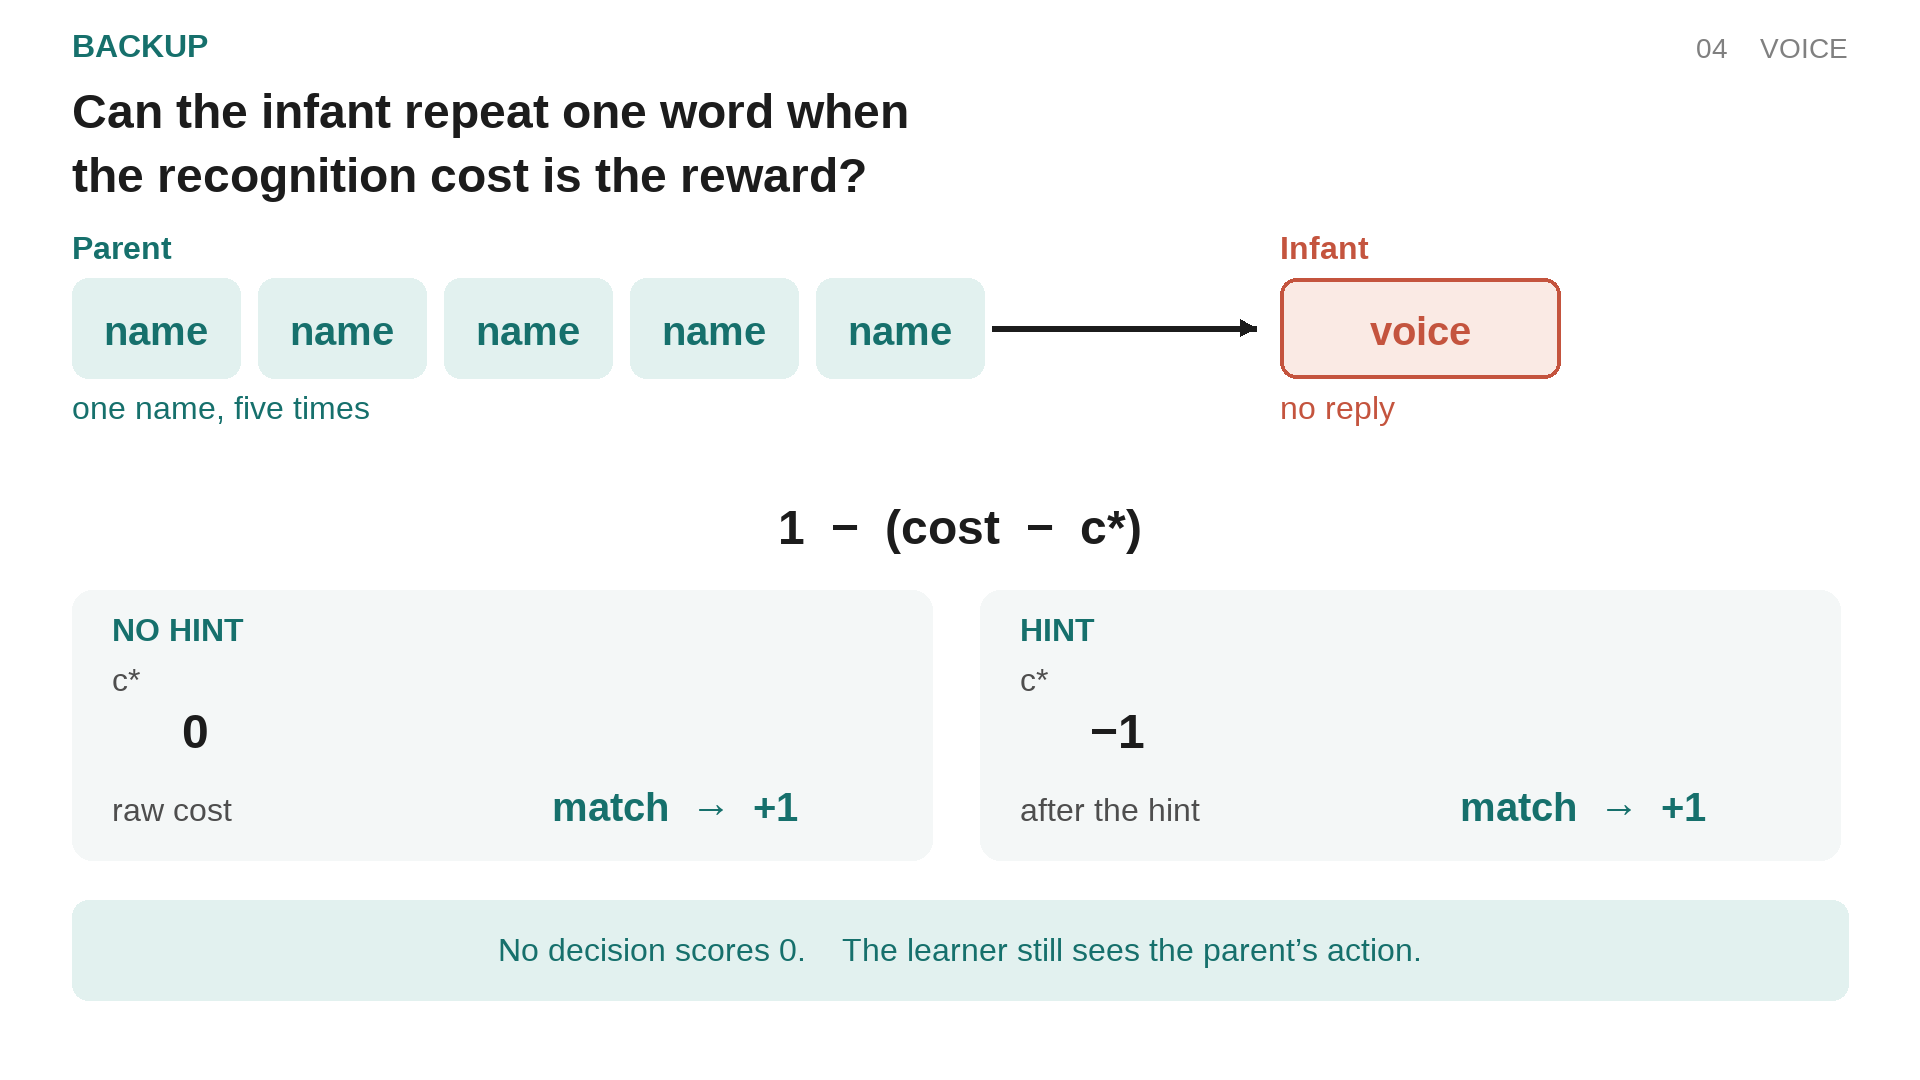 BACKUP
04 VOICE
Can the infant repeat one word when
the recognition cost is the reward?
Parent
Infant
name name name name name
voice
one name, five times
no reply
1 − (cost − c*)
NO HINT
c*
0
raw cost
match → +1
HINT
c*
−1
after the hint
match → +1
No decision scores 0. The learner still sees the parent’s action.